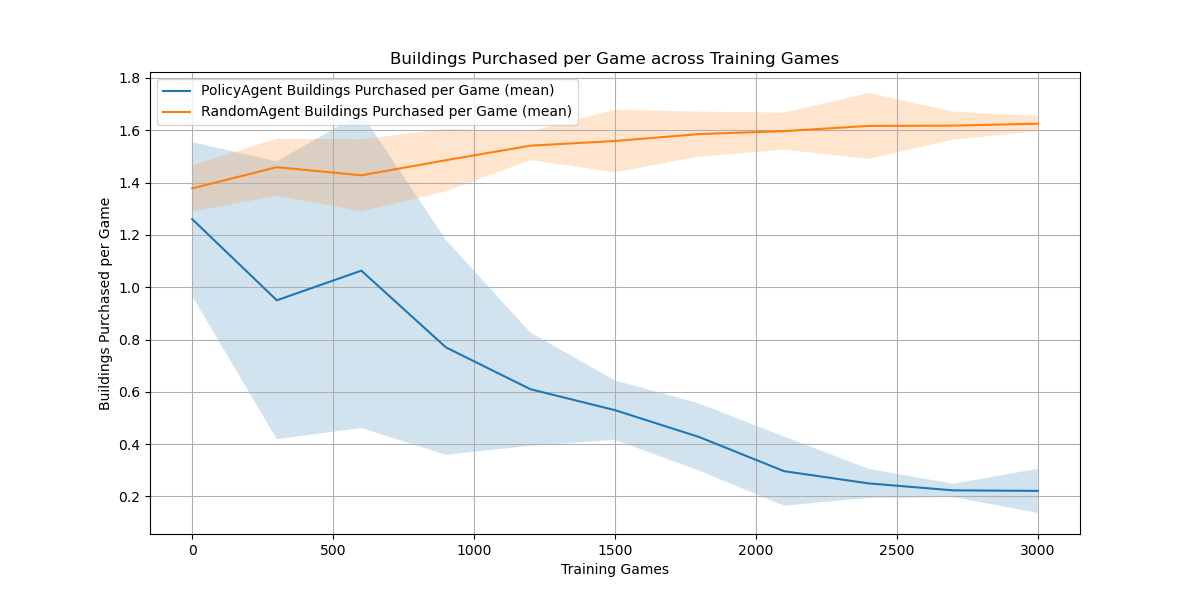 Buildings Purchased per Game across Training Games
PolicyAgent Buildings Purchased per Game (mean)
RandomAgent Buildings Purchased per Game (mean)
Buildings Purchased per Game
1.8
1.6
1.4
1.2
1.0
0.8
0.6
0.4
0.2
0 500 1000 1500 2000 2500 3000
Training Games